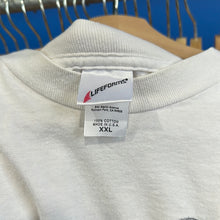 LIFEFORMS
100% COTTON
MADE IN U.S.A.
XXL